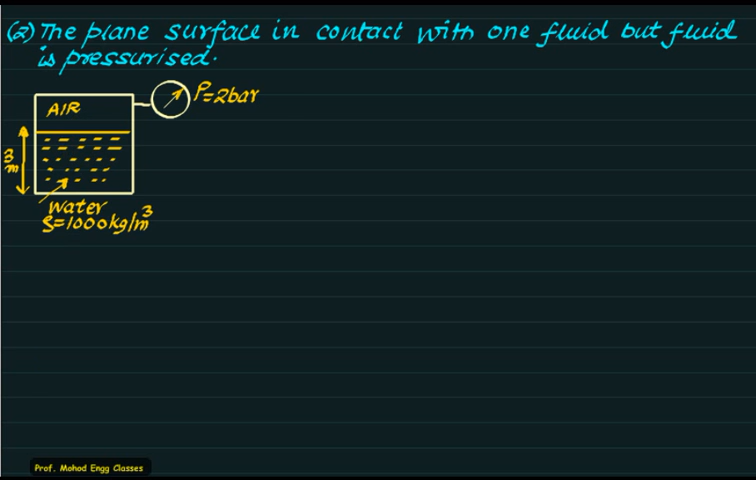 (2) The plane surface in contact with one fluid but fluid
is pressurised.
AIR
P=2bar
3
m
Water
ρ=1000kg/m³
Prof. Mohod Engg Classes